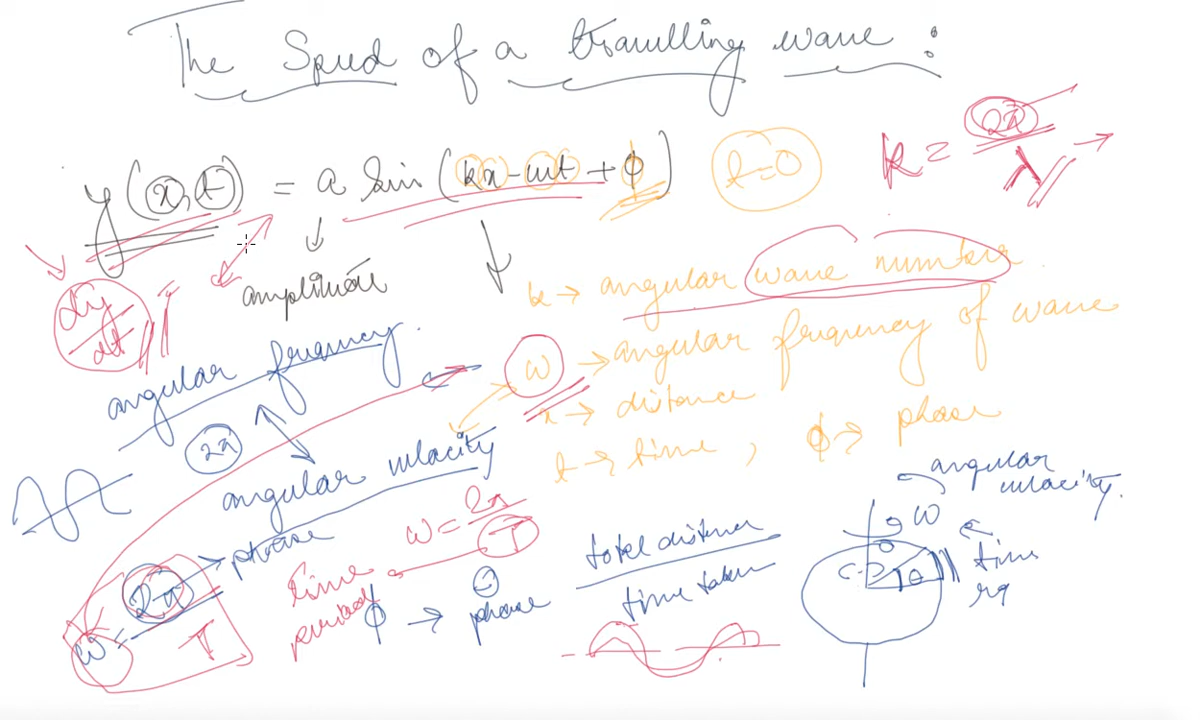 The Speed of a travelling wave :
y(x,t) = a sin (kx-ωt + ϕ)
t=0
k = 2π/λ
amplitude
k → angular wave number
dy/dt
angular frequency
ω → angular frequency of wave
x → distance
2π
t → time , ϕ → phase
angular velocity
angular velocity.
ω = 2π/T
phase
total distance
time taken
ω
time
θ
time period
ϕ → phase
ω = 2π/T